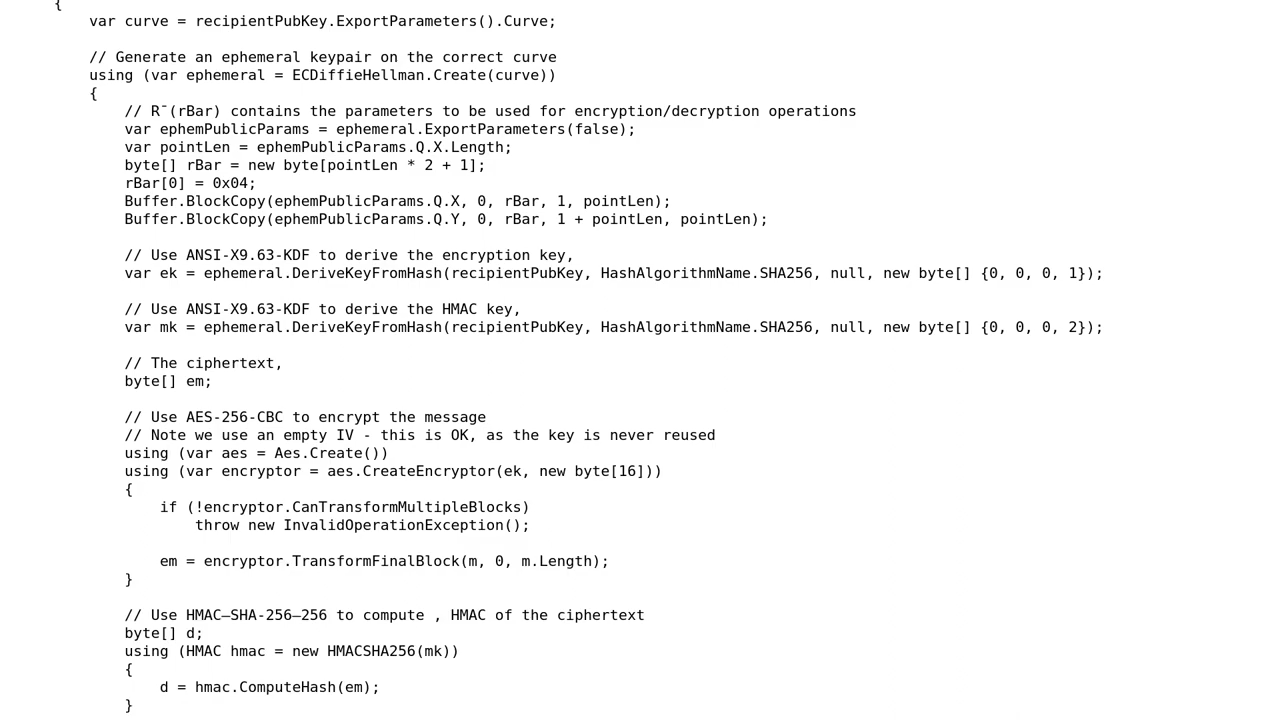 {
var curve = recipientPubKey.ExportParameters().Curve;
// Generate an ephemeral keypair on the correct curve
using (var ephemeral = ECDiffieHellman.Create(curve))
{
// R¯(rBar) contains the parameters to be used for encryption/decryption operations
var ephemPublicParams = ephemeral.ExportParameters(false);
var pointLen = ephemPublicParams.Q.X.Length;
byte[] rBar = new byte[pointLen * 2 + 1];
rBar[0] = 0x04;
Buffer.BlockCopy(ephemPublicParams.Q.X, 0, rBar, 1, pointLen);
Buffer.BlockCopy(ephemPublicParams.Q.Y, 0, rBar, 1 + pointLen, pointLen);
// Use ANSI-X9.63-KDF to derive the encryption key,
var ek = ephemeral.DeriveKeyFromHash(recipientPubKey, HashAlgorithmName.SHA256, null, new byte[] {0, 0, 0, 1});
// Use ANSI-X9.63-KDF to derive the HMAC key,
var mk = ephemeral.DeriveKeyFromHash(recipientPubKey, HashAlgorithmName.SHA256, null, new byte[] {0, 0, 0, 2});
// The ciphertext,
byte[] em;
// Use AES-256-CBC to encrypt the message
// Note we use an empty IV - this is OK, as the key is never reused
using (var aes = Aes.Create())
using (var encryptor = aes.CreateEncryptor(ek, new byte[16]))
{
if (!encryptor.CanTransformMultipleBlocks)
throw new InvalidOperationException();
em = encryptor.TransformFinalBlock(m, 0, m.Length);
}
// Use HMAC–SHA-256–256 to compute , HMAC of the ciphertext
byte[] d;
using (HMAC hmac = new HMACSHA256(mk))
{
d = hmac.ComputeHash(em);
}